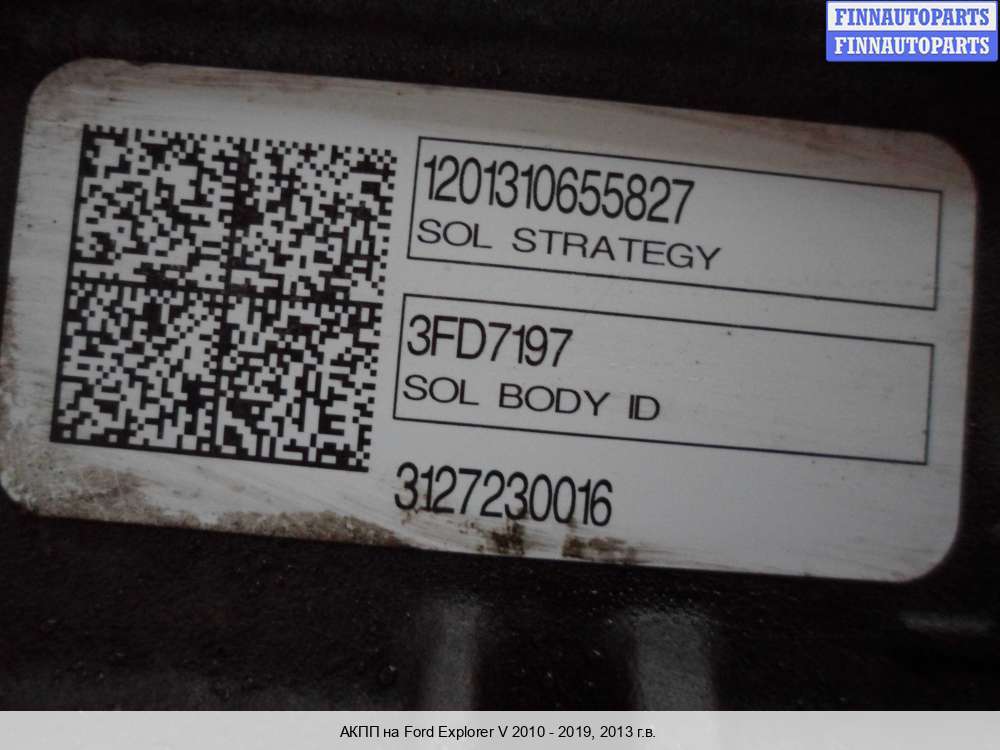 FINNAUTOPARTS
FINNAUTOPARTS
1201310655827
SOL STRATEGY
3FD7197
SOL BODY ID
3127230016
АКПП на Ford Explorer V 2010 - 2019, 2013 г.в.